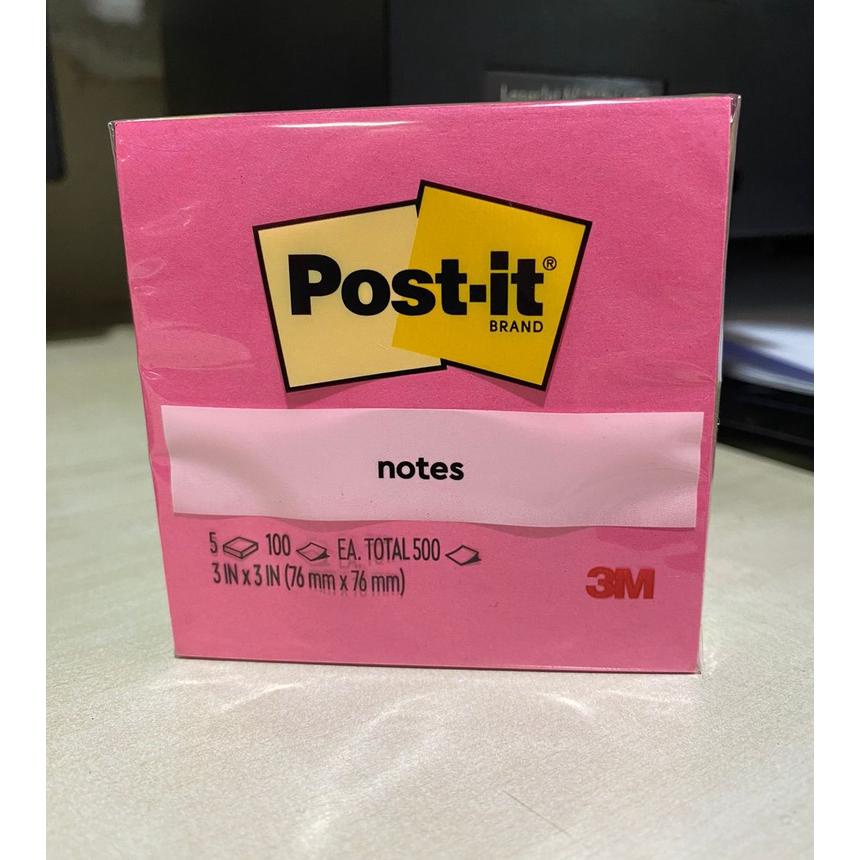 Post-it®
BRAND
notes
5 100 EA. TOTAL 500
3 IN x 3 IN (76 mm x 76 mm)
3M